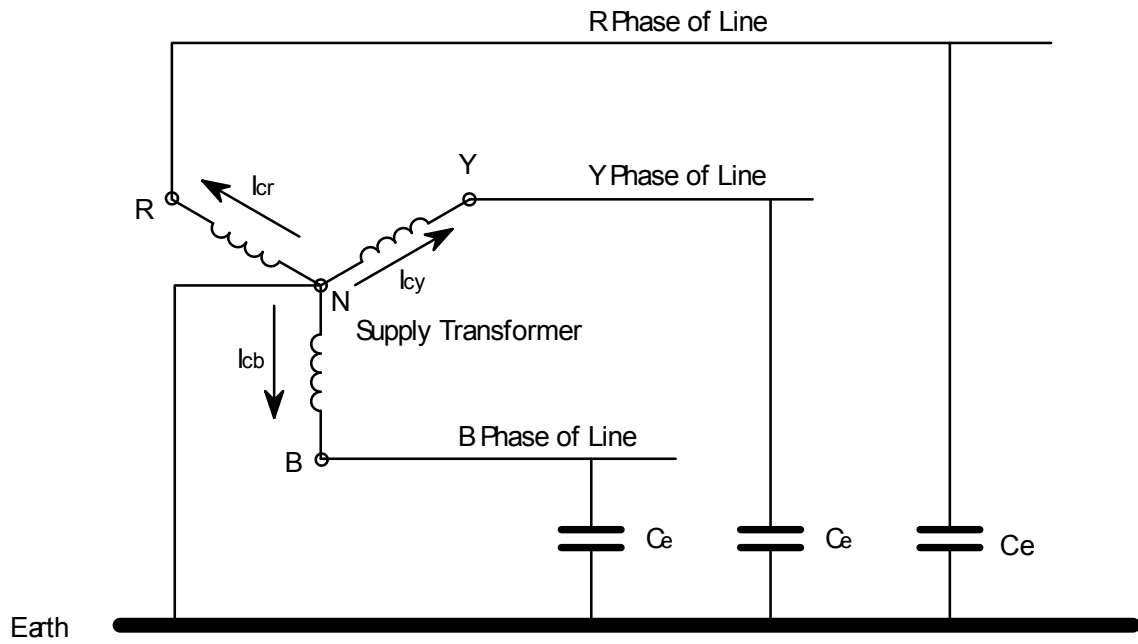 R Phase of Line
Y
Y Phase of Line
Icr
R
Icy
N
Supply Transformer
Icb
B Phase of Line
B
Ce
Ce
Ce
Earth